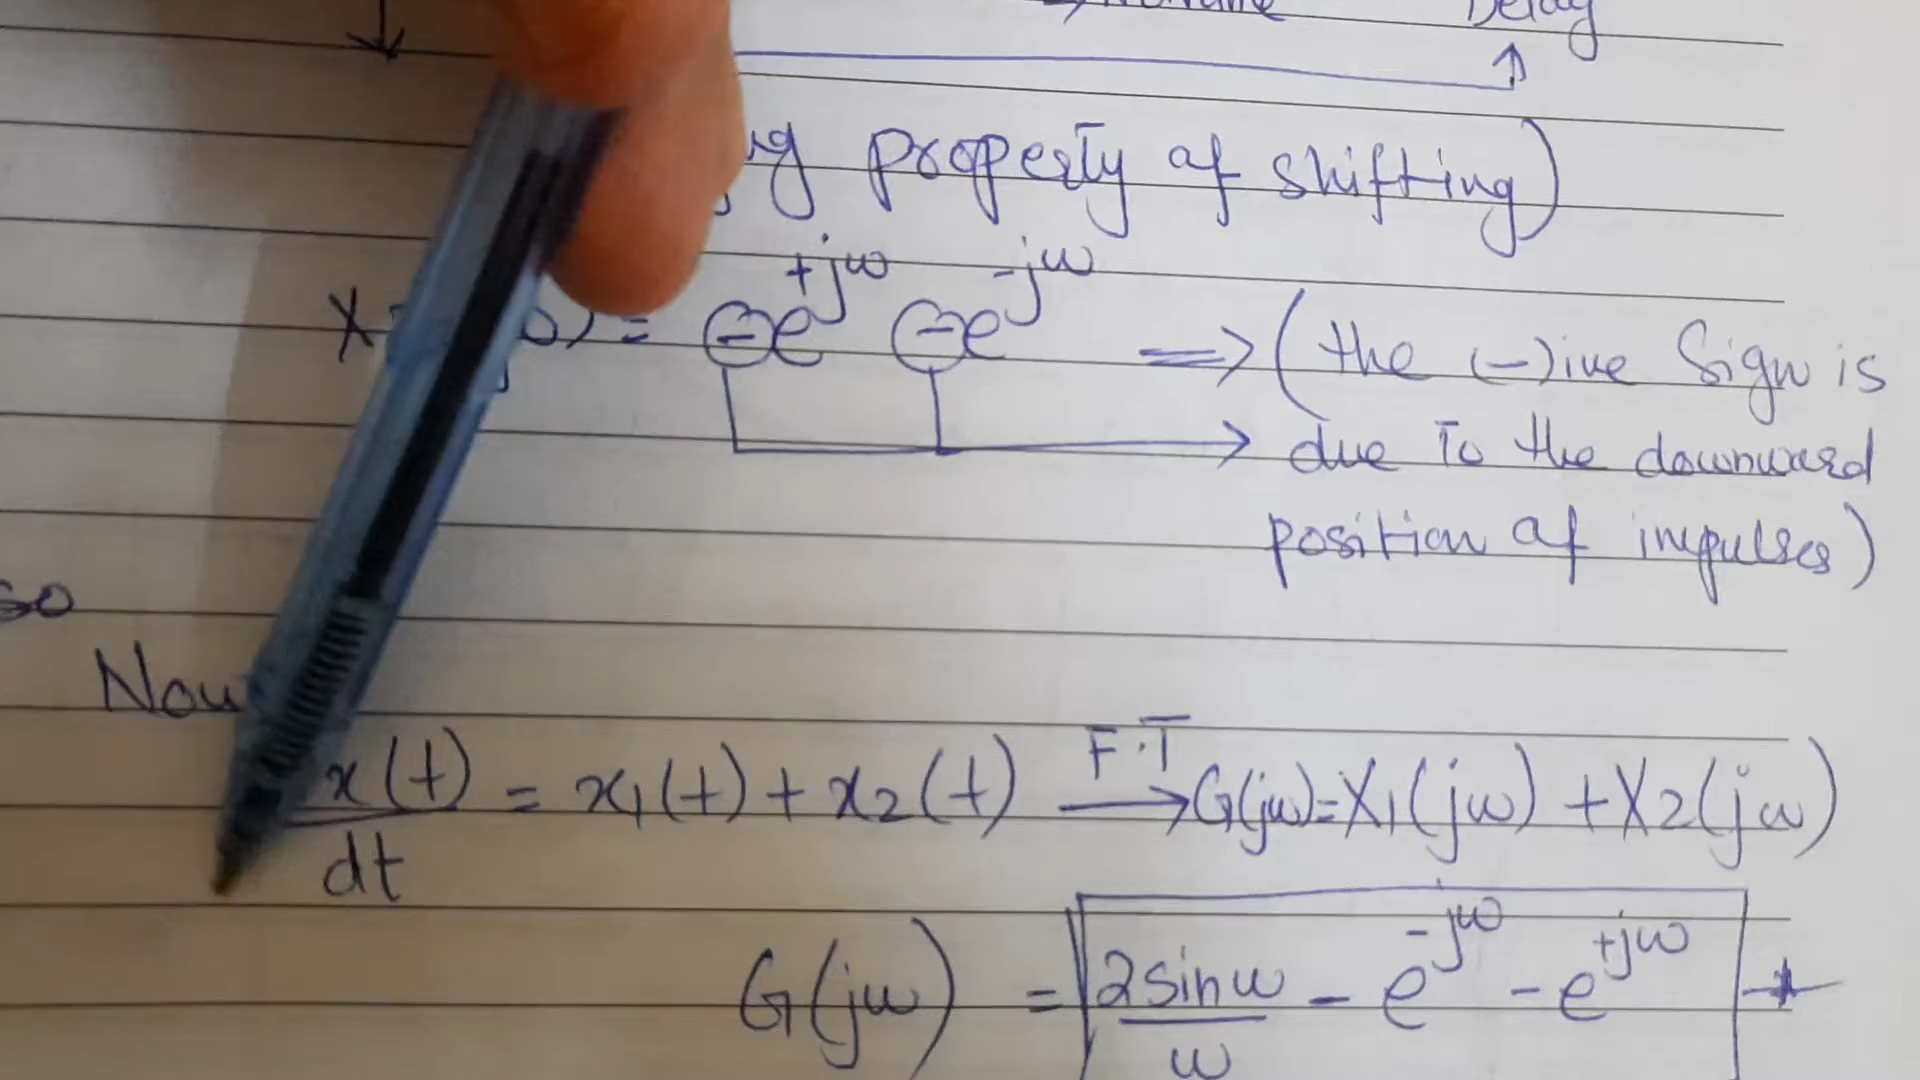 Delay
property of shifting)
= -e^{+jω} -e^{-jω} => (the (-)ive Sign is
due To the downward
position of impulses)
so
Now
x(t)/dt = x1(t) + x2(t) F.T → G(jω)=X1(jω) + X2(jω)
G(jω) = 2sinω/ω - e^{-jω} - e^{+jω}